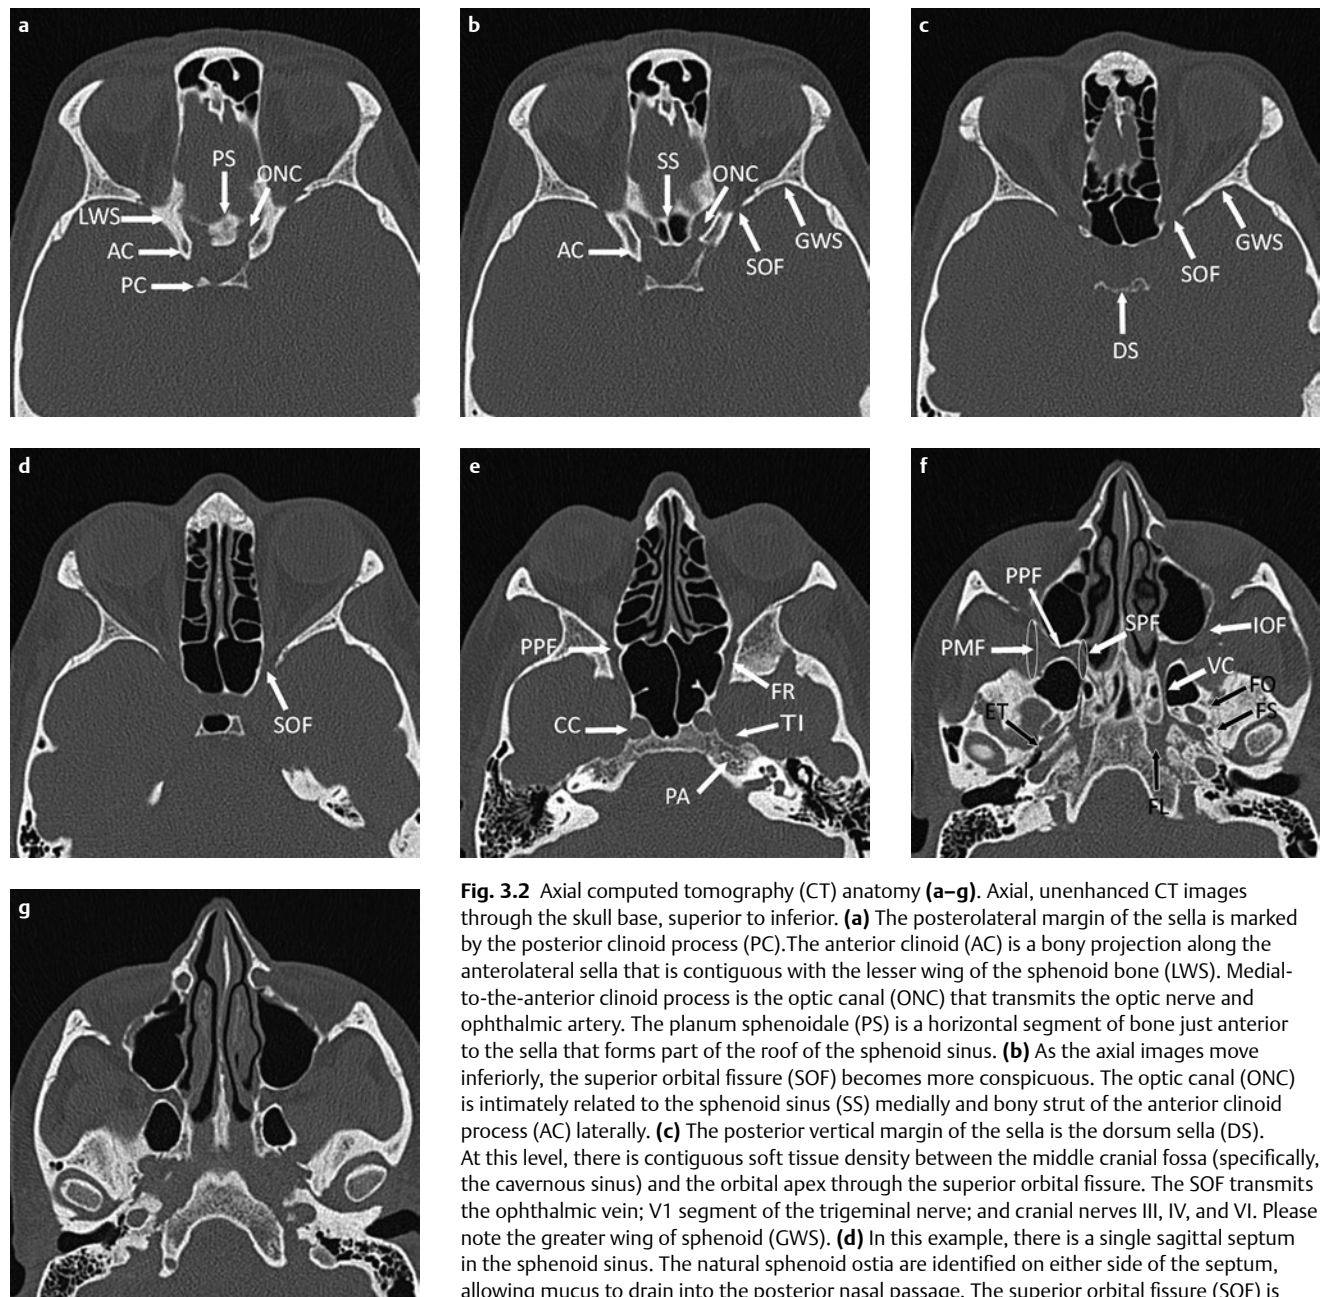 a
PS
ONC
LWS
AC
PC
b
SS
ONC
AC
GWS
SOF
c
GWS
SOF
DS
d
SOF
e
PPF
FR
CC
TI
PA
f
PPF
SPF
IOF
PMF
VC
FO
ET
FS
FL
g
Fig. 3.2 Axial computed tomography (CT) anatomy (a–g). Axial, unenhanced CT images
through the skull base, superior to inferior. (a) The posterolateral margin of the sella is marked
by the posterior clinoid process (PC).The anterior clinoid (AC) is a bony projection along the
anterolateral sella that is contiguous with the lesser wing of the sphenoid bone (LWS). Medial-
to-the-anterior clinoid process is the optic canal (ONC) that transmits the optic nerve and
ophthalmic artery. The planum sphenoidale (PS) is a horizontal segment of bone just anterior
to the sella that forms part of the roof of the sphenoid sinus. (b) As the axial images move
inferiorly, the superior orbital fissure (SOF) becomes more conspicuous. The optic canal (ONC)
is intimately related to the sphenoid sinus (SS) medially and bony strut of the anterior clinoid
process (AC) laterally. (c) The posterior vertical margin of the sella is the dorsum sella (DS).
At this level, there is contiguous soft tissue density between the middle cranial fossa (specifically,
the cavernous sinus) and the orbital apex through the superior orbital fissure. The SOF transmits
the ophthalmic vein; V1 segment of the trigeminal nerve; and cranial nerves III, IV, and VI. Please
note the greater wing of sphenoid (GWS). (d) In this example, there is a single sagittal septum
in the sphenoid sinus. The natural sphenoid ostia are identified on either side of the septum,
allowing mucus to drain into the posterior nasal passage. The superior orbital fissure (SOF) is